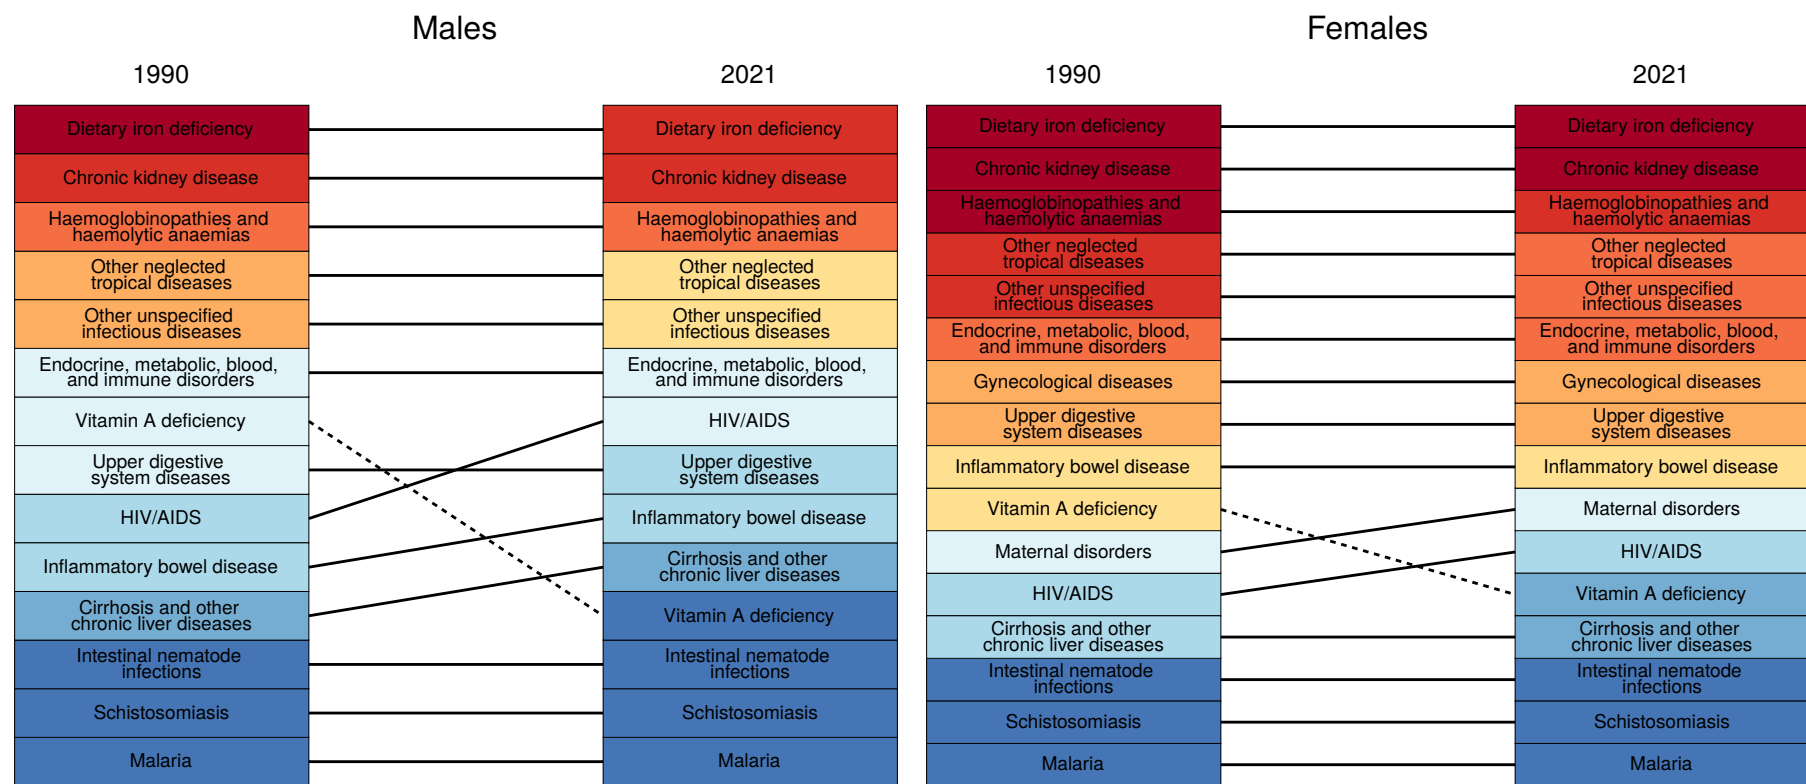 Males
1990
2021
Dietary iron deficiency
Chronic kidney disease
Haemoglobinopathies and
haemolytic anaemias
Other neglected
tropical diseases
Other unspecified
infectious diseases
Endocrine, metabolic, blood,
and immune disorders
Vitamin A deficiency
Upper digestive
system diseases
HIV/AIDS
Inflammatory bowel disease
Cirrhosis and other
chronic liver diseases
Intestinal nematode
infections
Schistosomiasis
Malaria
Dietary iron deficiency
Chronic kidney disease
Haemoglobinopathies and
haemolytic anaemias
Other neglected
tropical diseases
Other unspecified
infectious diseases
Endocrine, metabolic, blood,
and immune disorders
HIV/AIDS
Upper digestive
system diseases
Inflammatory bowel disease
Cirrhosis and other
chronic liver diseases
Vitamin A deficiency
Intestinal nematode
infections
Schistosomiasis
Malaria
Females
1990
2021
Dietary iron deficiency
Chronic kidney disease
Haemoglobinopathies and
haemolytic anaemias
Other neglected
tropical diseases
Other unspecified
infectious diseases
Endocrine, metabolic, blood,
and immune disorders
Gynecological diseases
Upper digestive
system diseases
Inflammatory bowel disease
Vitamin A deficiency
Maternal disorders
HIV/AIDS
Cirrhosis and other
chronic liver diseases
Intestinal nematode
infections
Schistosomiasis
Malaria
Dietary iron deficiency
Chronic kidney disease
Haemoglobinopathies and
haemolytic anaemias
Other neglected
tropical diseases
Other unspecified
infectious diseases
Endocrine, metabolic, blood,
and immune disorders
Gynecological diseases
Upper digestive
system diseases
Inflammatory bowel disease
Maternal disorders
HIV/AIDS
Vitamin A deficiency
Cirrhosis and other
chronic liver diseases
Intestinal nematode
infections
Schistosomiasis
Malaria